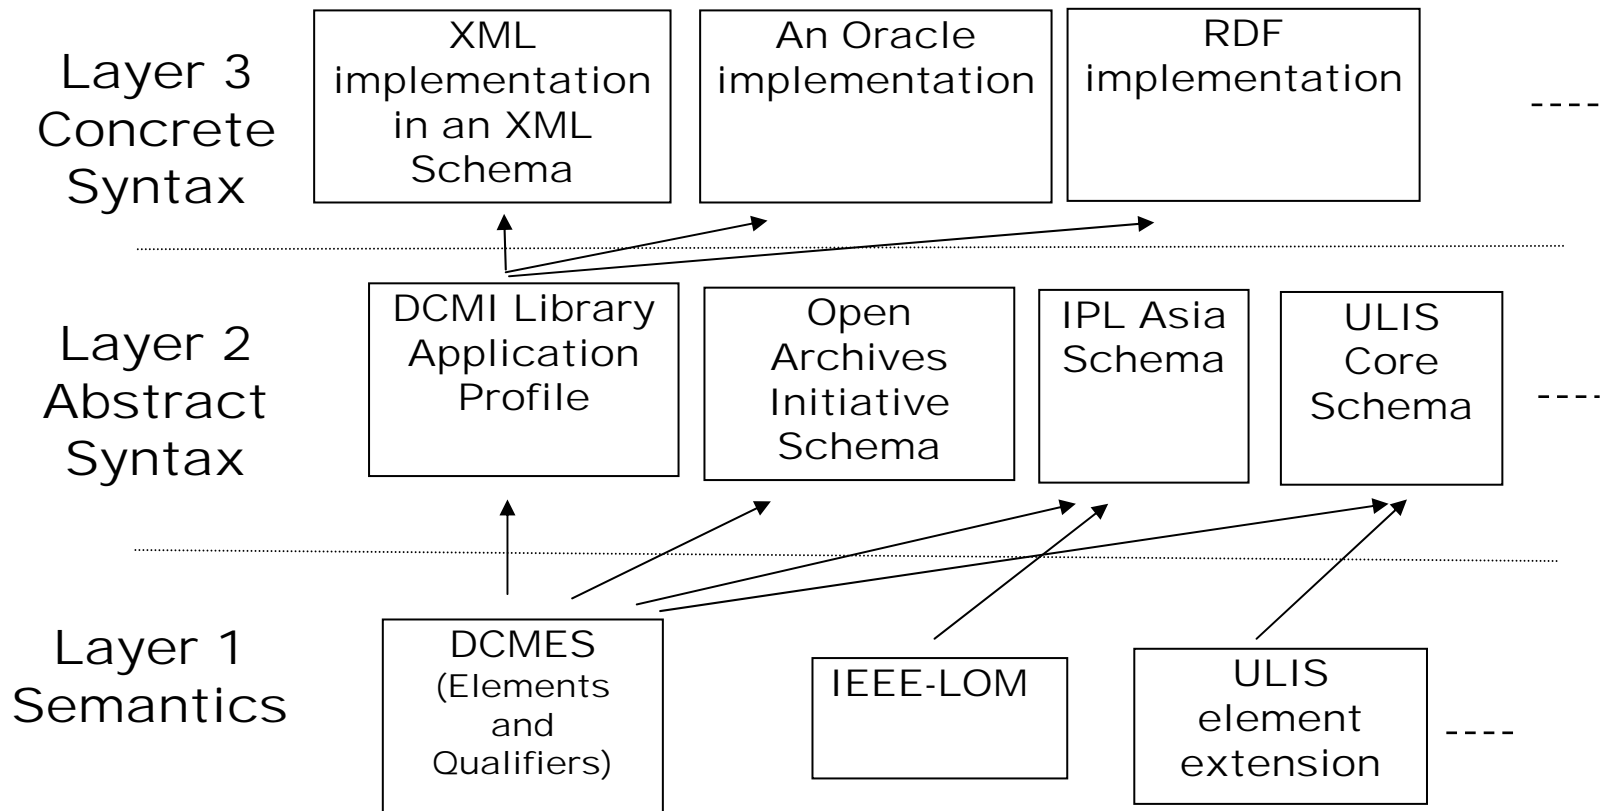 Layer 3
Concrete
Syntax
XML
implementation
in an XML
Schema
An Oracle
implementation
RDF
implementation
----
Layer 2
Abstract
Syntax
DCMI Library
Application
Profile
Open
Archives
Initiative
Schema
IPL Asia
Schema
ULIS
Core
Schema
----
Layer 1
Semantics
DCMES
(Elements
and
Qualifiers)
IEEE-LOM
ULIS
element
extension
----